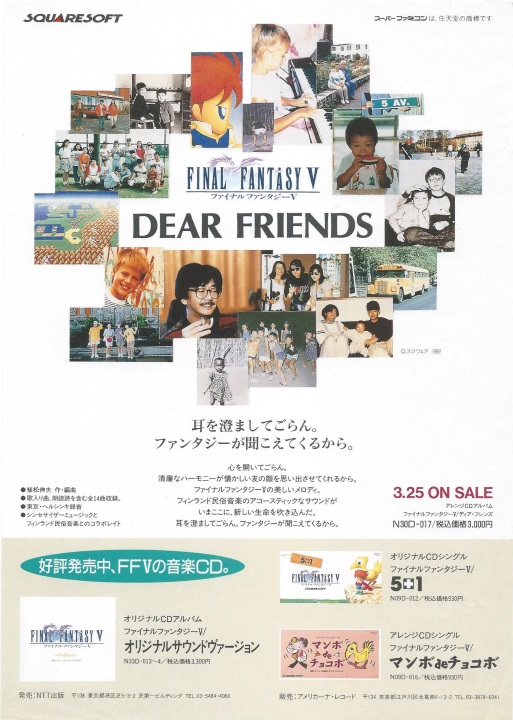 SQUARESOFT
スーパーファミコンは、任天堂の商標です。
5 AV.
FINAL FANTASY V
ファイナルファンタジーV
DEAR FRIENDS
©スクウェア 1992
耳を澄ましてごらん。
ファンタジーが聞こえてくるから。
心を開いてごらん。
清廉なハーモニーが懐かしい友の顔を思い出させてくれるから。
ファイナルファンタジーVの美しいメロディ。
フィンランド民俗音楽のアコースティックなサウンドが
いまここに、新しい生命を吹き込んだ。
耳を澄ましてごらん。ファンタジーが聞こえてくるから。
●植松伸夫 作・編曲
●歌入り曲、朗読詩を含む全14曲収録。
●東京・ヘルシンキ録音
●シンセサイザーミュージックと
フィンランド民俗音楽とのコラボレイト
3.25 ON SALE
アレンジCDアルバム
ファイナルファンタジーV/ディア・フレンズ
N30D-017/税込価格3,000円
好評発売中、FFVの音楽CD。
FINAL FANTASY V
ファイナルファンタジーV
オリジナルCDアルバム
ファイナルファンタジーV/
オリジナルサウンドヴァージョン
N33D-013〜4/税込価格3,300円
5+1
オリジナルCDシングル
ファイナルファンタジーV/
5+1
N09D-012/税込価格930円
マンボ
de
チョコボ
アレンジCDシングル
ファイナルファンタジーV/
マンボdeチョコボ
N09D-016/税込価格930円
発売:NTT出版
販売:アメリカーナ・レコード